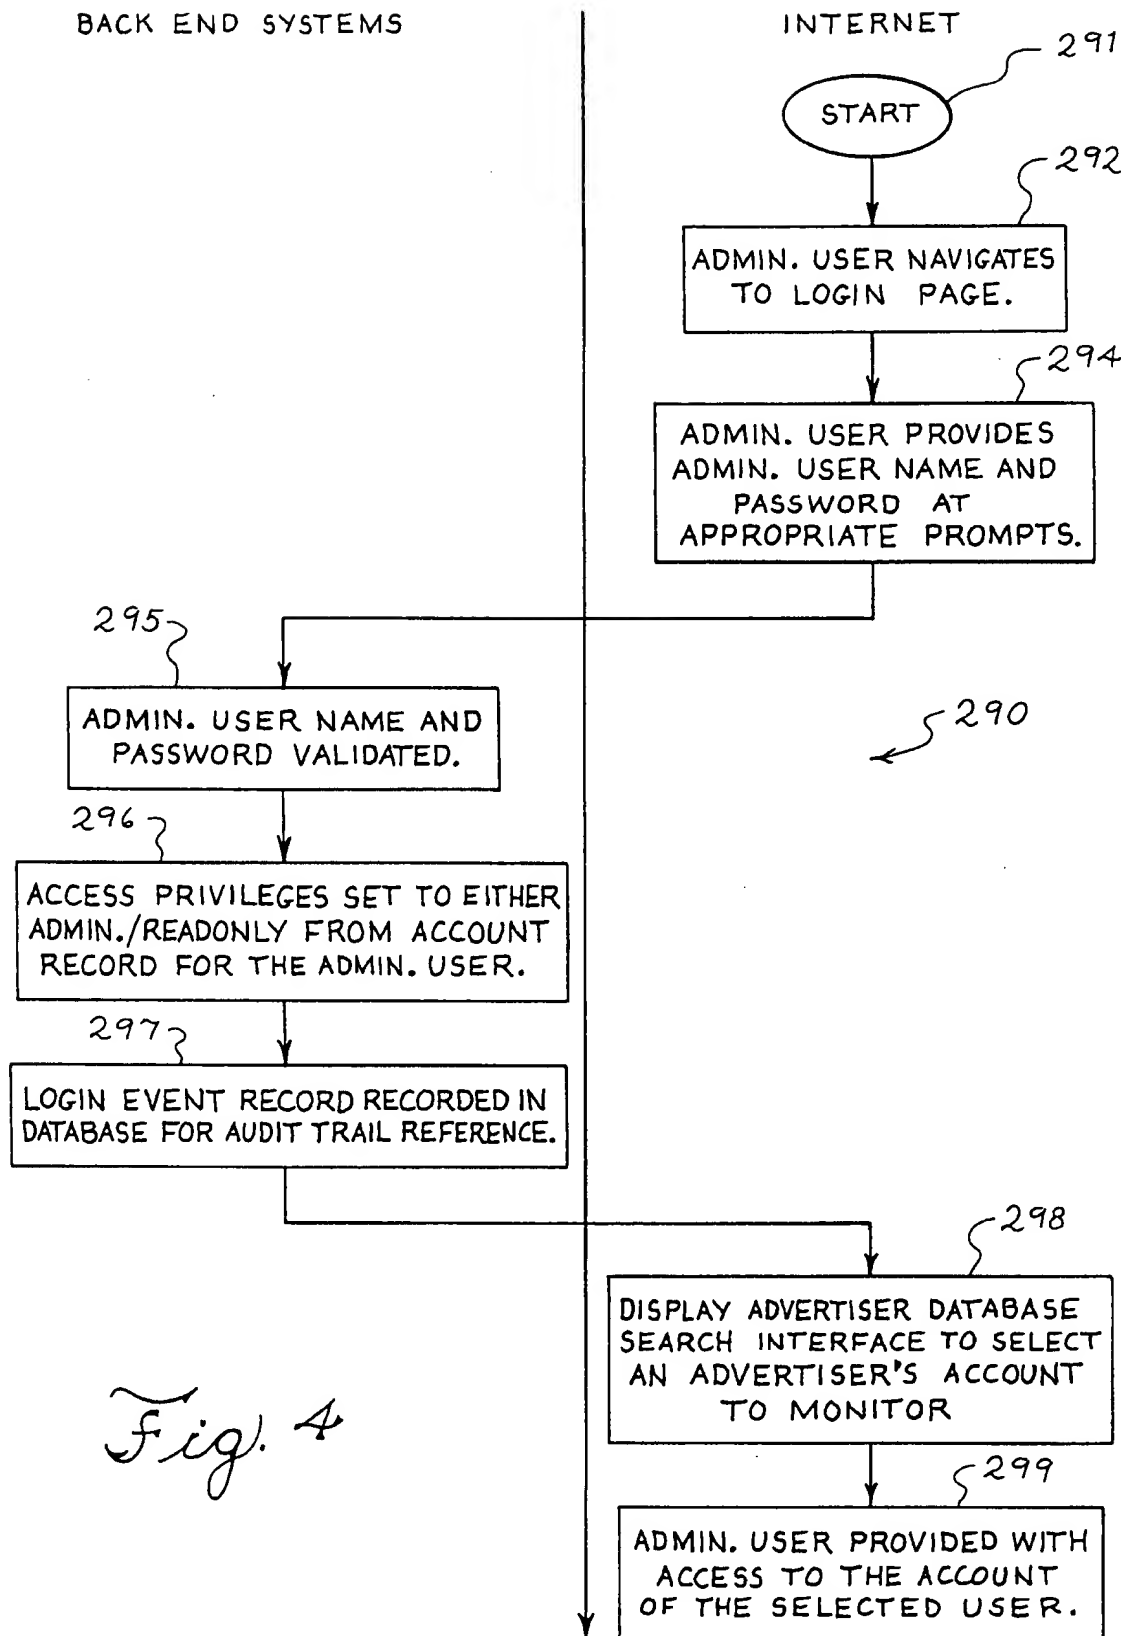 BACK END SYSTEMS
INTERNET
291
START
292
ADMIN. USER NAVIGATES
TO LOGIN PAGE.
294
ADMIN. USER PROVIDES
ADMIN. USER NAME AND
PASSWORD AT
APPROPRIATE PROMPTS.
295
ADMIN. USER NAME AND
PASSWORD VALIDATED.
290
296
ACCESS PRIVILEGES SET TO EITHER
ADMIN./READONLY FROM ACCOUNT
RECORD FOR THE ADMIN. USER.
297
LOGIN EVENT RECORD RECORDED IN
DATABASE FOR AUDIT TRAIL REFERENCE.
298
DISPLAY ADVERTISER DATABASE
SEARCH INTERFACE TO SELECT
AN ADVERTISER'S ACCOUNT
TO MONITOR
Fig. 4
299
ADMIN. USER PROVIDED WITH
ACCESS TO THE ACCOUNT
OF THE SELECTED USER.